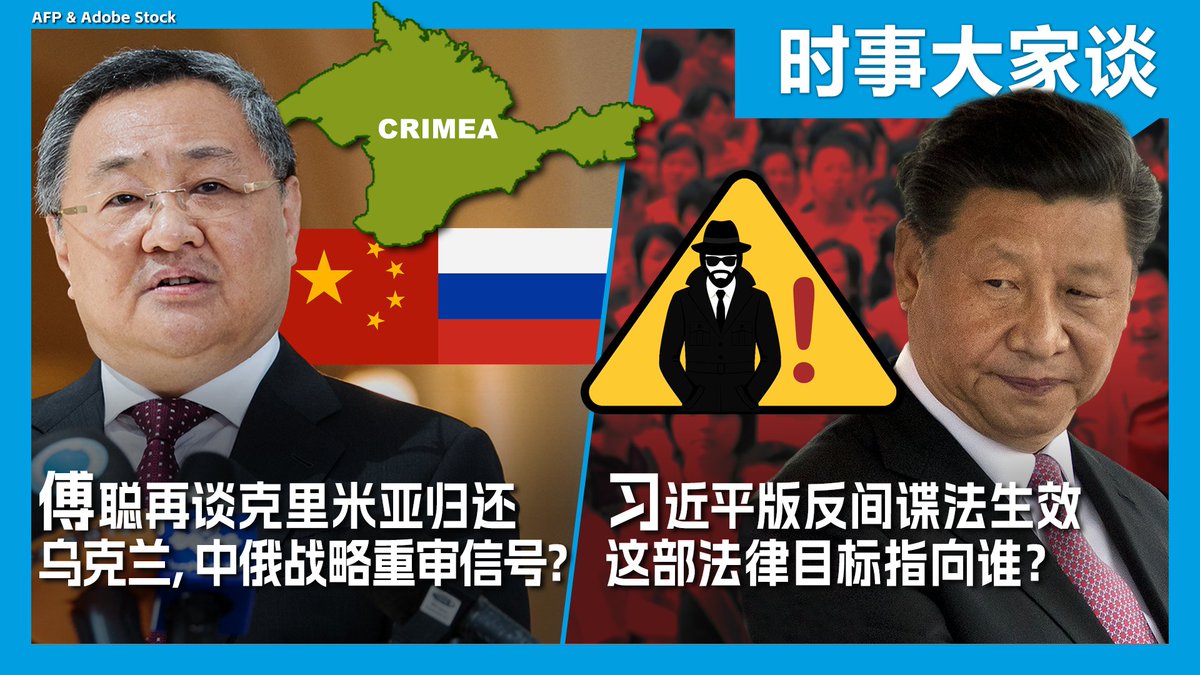 AFP & Adobe Stock
时事大家谈
CRIMEA
傅聪再谈克里米亚归还
乌克兰, 中俄战略重审信号?
习近平版反间谍法生效
这部法律目标指向谁?